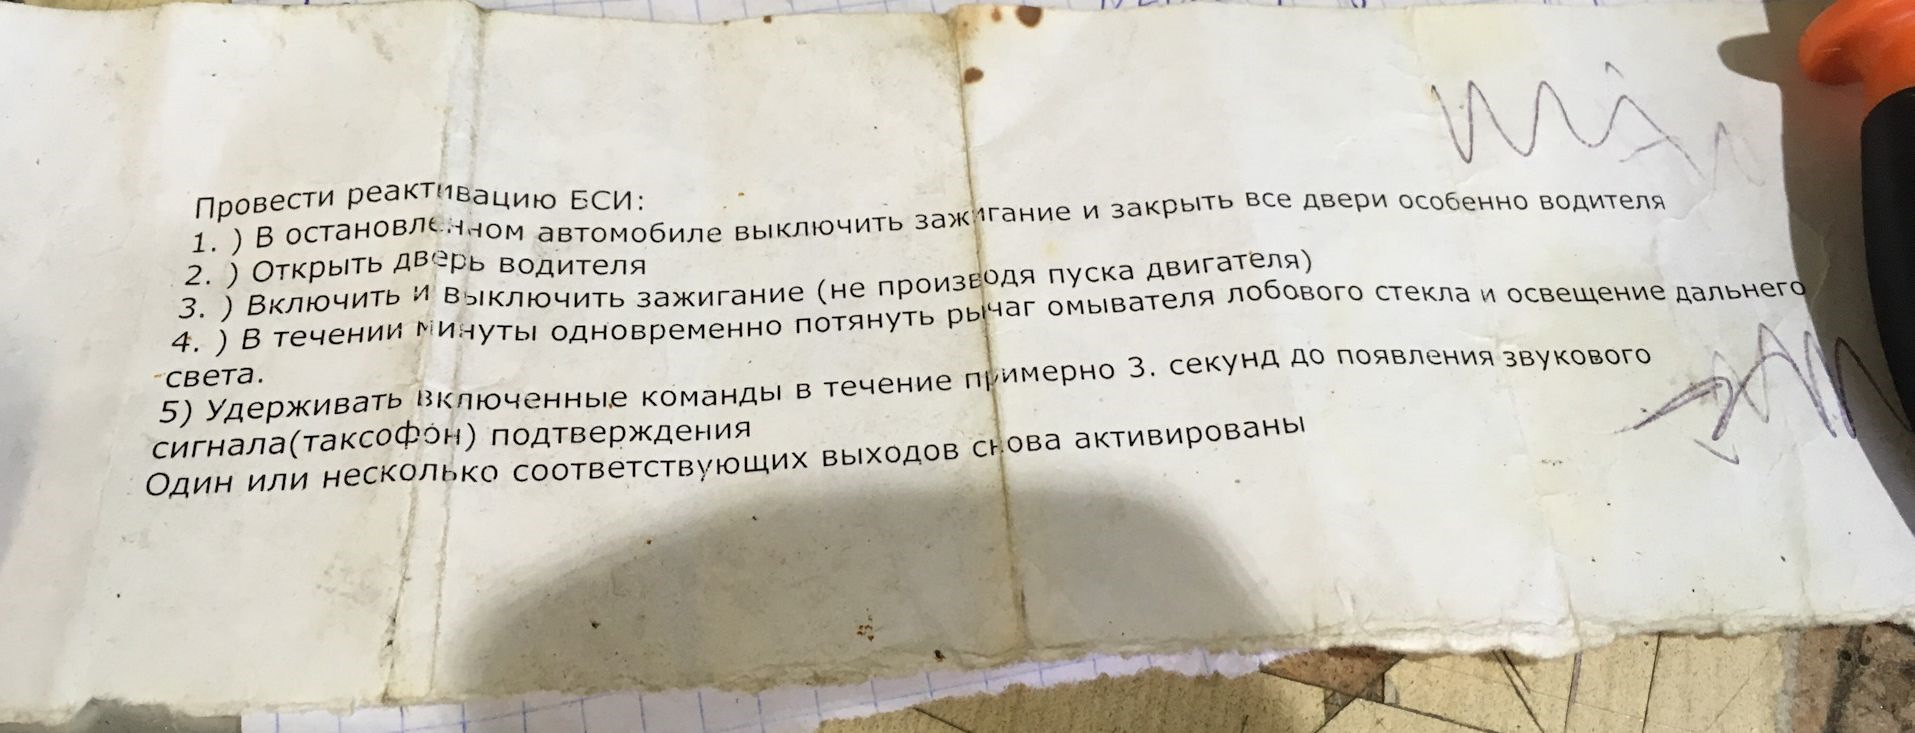 Провести реактивацию БСИ:
1. ) В остановленном автомобиле выключить зажигание и закрыть все двери особенно водителя
2. ) Открыть дверь водителя
3. ) Включить и выключить зажигание (не производя пуска двигателя)
4. ) В течении минуты одновременно потянуть рычаг омывателя лобового стекла и освещение дальнего
света.
5) Удерживать включенные команды в течение примерно 3. секунд до появления звукового
сигнала(таксофон) подтверждения
Один или несколько соответствующих выходов снова активированы